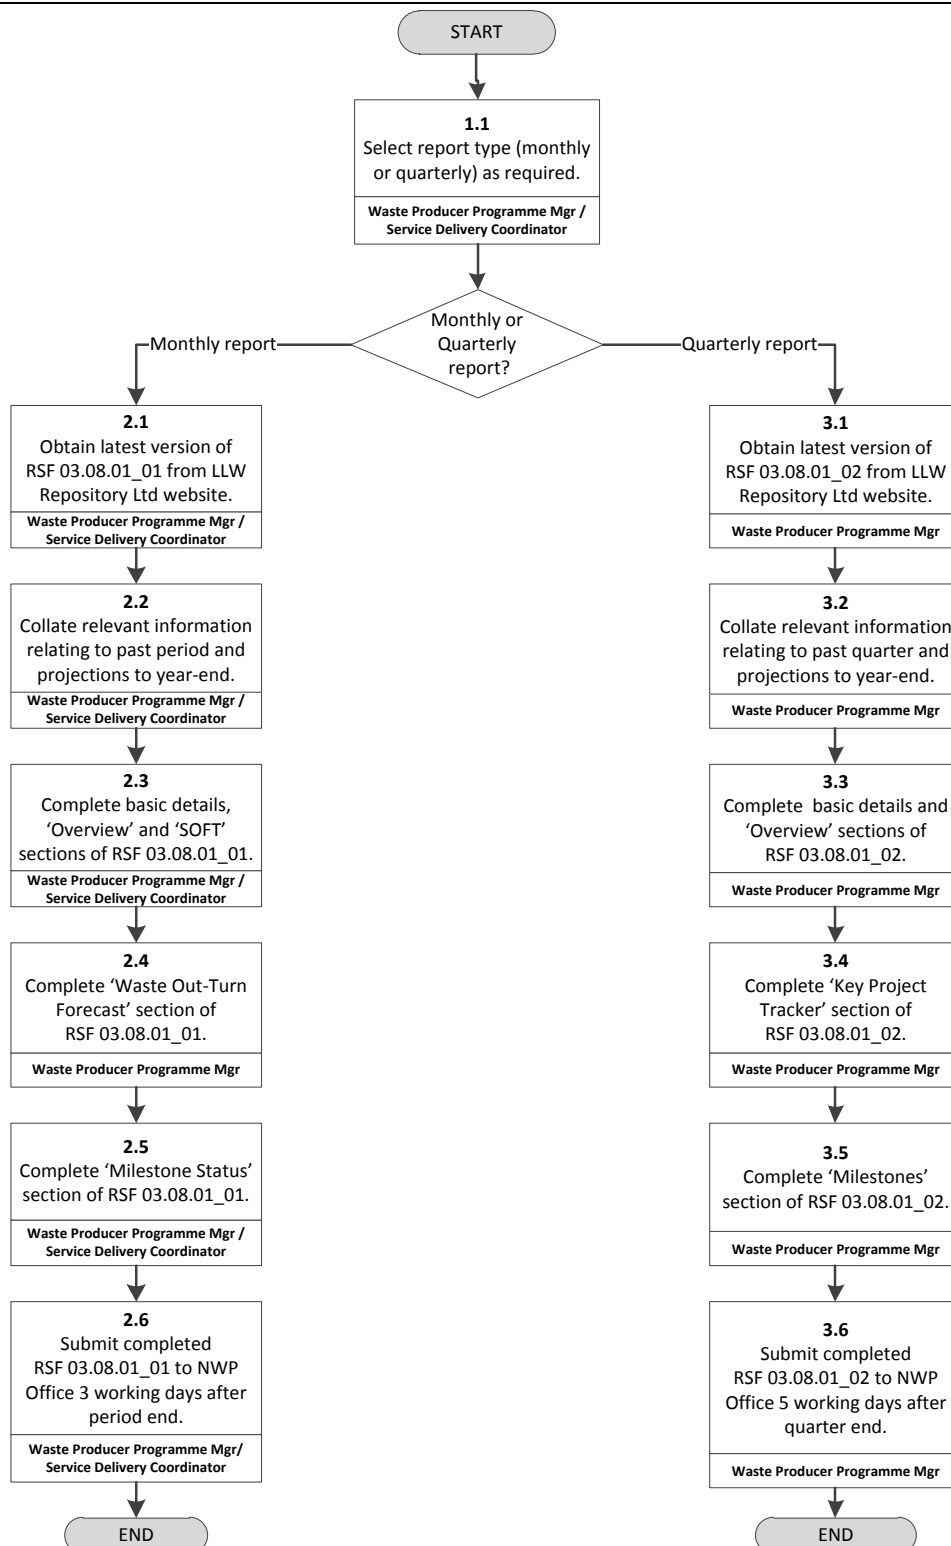 START
1.1
Select report type (monthly
or quarterly) as required.
Waste Producer Programme Mgr /
Service Delivery Coordinator
Monthly or
Quarterly
report?
Monthly report
Quarterly report
2.1
Obtain latest version of
RSF 03.08.01_01 from LLW
Repository Ltd website.
Waste Producer Programme Mgr /
Service Delivery Coordinator
2.2
Collate relevant information
relating to past period and
projections to year-end.
Waste Producer Programme Mgr /
Service Delivery Coordinator
2.3
Complete basic details,
‘Overview’ and ‘SOFT’
sections of RSF 03.08.01_01.
Waste Producer Programme Mgr /
Service Delivery Coordinator
2.4
Complete ‘Waste Out-Turn
Forecast’ section of
RSF 03.08.01_01.
Waste Producer Programme Mgr
2.5
Complete ‘Milestone Status’
section of RSF 03.08.01_01.
Waste Producer Programme Mgr /
Service Delivery Coordinator
2.6
Submit completed
RSF 03.08.01_01 to NWP
Office 3 working days after
period end.
Waste Producer Programme Mgr/
Service Delivery Coordinator
END
3.1
Obtain latest version of
RSF 03.08.01_02 from LLW
Repository Ltd website.
Waste Producer Programme Mgr
3.2
Collate relevant information
relating to past quarter and
projections to year-end.
Waste Producer Programme Mgr
3.3
Complete basic details and
‘Overview’ sections of
RSF 03.08.01_02.
Waste Producer Programme Mgr
3.4
Complete ‘Key Project
Tracker’ section of
RSF 03.08.01_02.
Waste Producer Programme Mgr
3.5
Complete ‘Milestones’
section of RSF 03.08.01_02.
Waste Producer Programme Mgr
3.6
Submit completed
RSF 03.08.01_02 to NWP
Office 5 working days after
quarter end.
Waste Producer Programme Mgr
END